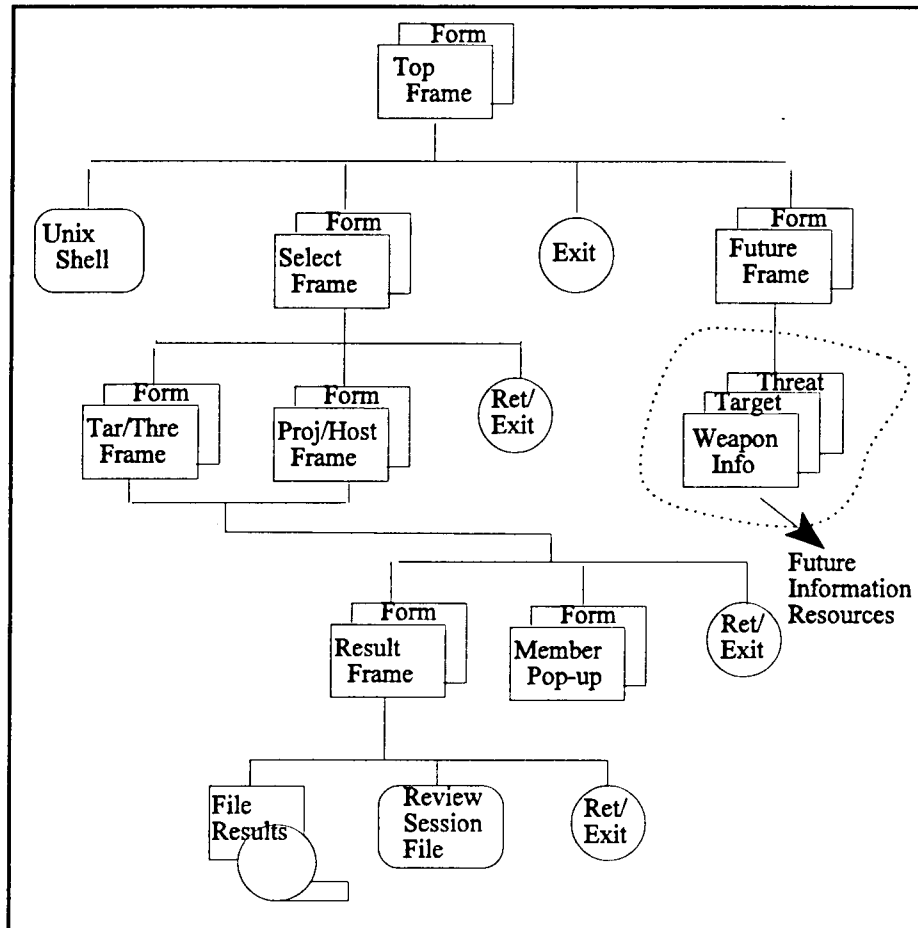 Form
Top
Frame
Unix
Shell
Form
Select
Frame
Exit
Form
Future
Frame
Form
Tar/Thre
Frame
Form
Proj/Host
Frame
Ret/
Exit
Threat
Target
Weapon
Info
Future
Information
Resources
Form
Result
Frame
Form
Member
Pop-up
Ret/
Exit
File
Results
Review
Session
File
Ret/
Exit